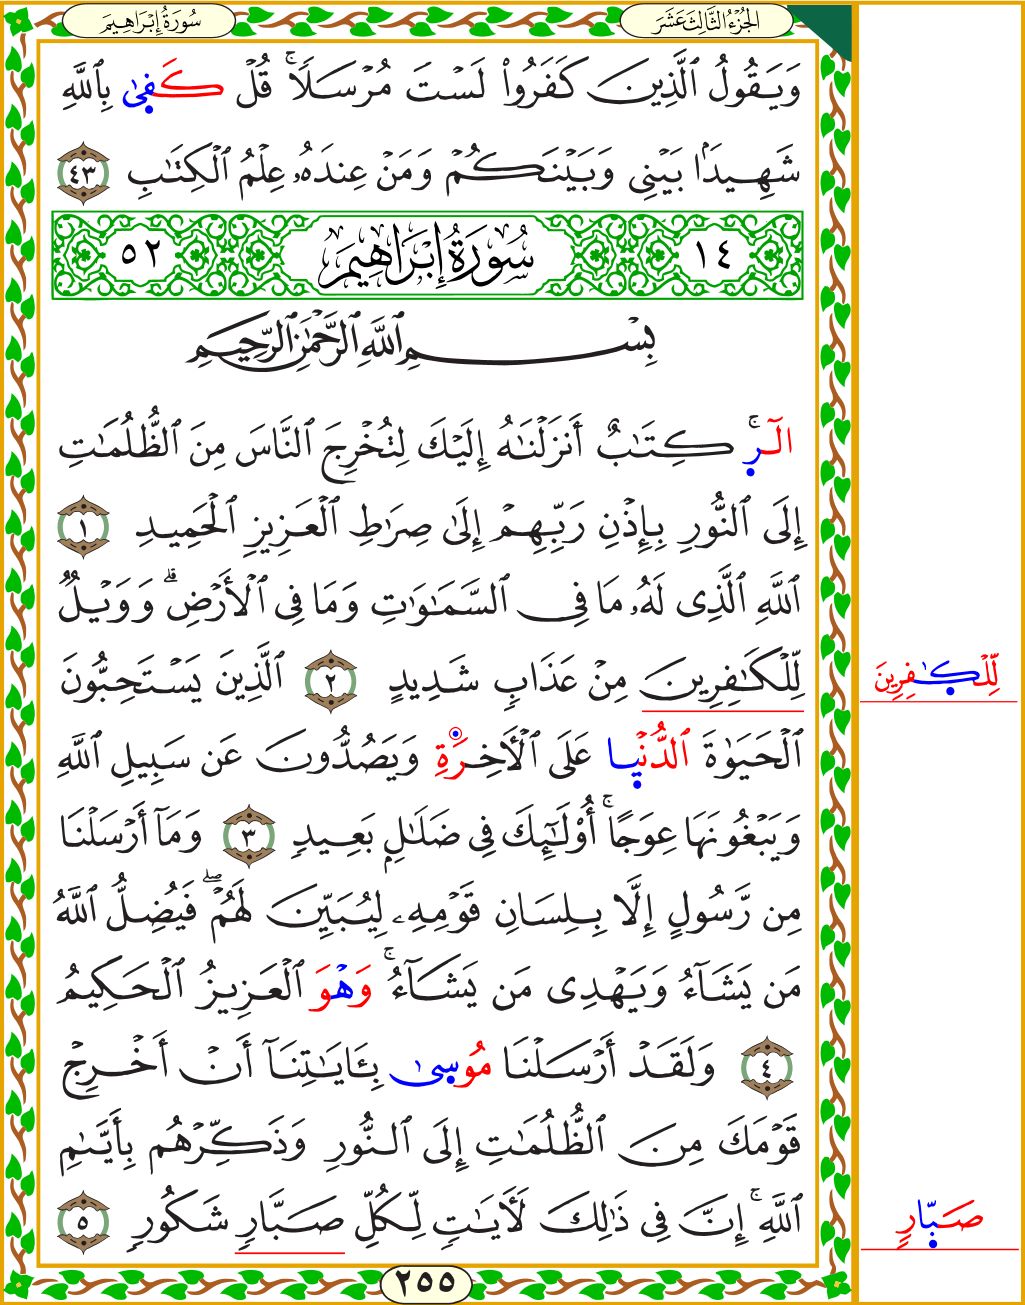 سُورَةُ إِبْرَاهِيمَ
الجُزْءُ الثَّالِثَ عَشَرَ
وَيَقُولُ ٱلَّذِينَ كَفَرُوا۟ لَسْتَ مُرْسَلًاۚ قُلْ كَفِىٰ بِٱللَّهِ
شَهِيدًۢا بَيْنِى وَبَيْنَكُمْ وَمَنْ عِندَهُۥ عِلْمُ ٱلْكِتَٰبِ ٤٣
١٤ سُورَةُ إِبْرَاهِيمَ ٥٢
بِسْمِ ٱللَّهِ ٱلرَّحْمَٰنِ ٱلرَّحِيمِ
الٓرۚ كِتَٰبٌ أَنزَلْنَٰهُ إِلَيْكَ لِتُخْرِجَ ٱلنَّاسَ مِنَ ٱلظُّلُمَٰتِ
إِلَى ٱلنُّورِ بِإِذْنِ رَبِّهِمْ إِلَىٰ صِرَٰطِ ٱلْعَزِيزِ ٱلْحَمِيدِ ١
ٱللَّهِ ٱلَّذِى لَهُۥ مَا فِى ٱلسَّمَٰوَٰتِ وَمَا فِى ٱلْأَرْضِۗ وَوَيْلٌ
لِّلْكَٰفِرِينَ مِنْ عَذَابٍ شَدِيدٍ ٢ ٱلَّذِينَ يَسْتَحِبُّونَ
لِّلْكَٰفِرِينَ
ٱلْحَيَوٰةَ ٱلدُّنْيِا عَلَى ٱلْأَخِرَةِ وَيَصُدُّونَ عَن سَبِيلِ ٱللَّهِ
وَيَبْغُونَهَا عِوَجًاۚ أُو۟لَٰٓئِكَ فِى ضَلَٰلٍۭ بَعِيدٍ ٣ وَمَآ أَرْسَلْنَا
مِن رَّسُولٍ إِلَّا بِلِسَانِ قَوْمِهِۦ لِيُبَيِّنَ لَهُمْۖ فَيُضِلُّ ٱللَّهُ
مَن يَشَآءُ وَيَهْدِى مَن يَشَآءُۚ وَهْوَ ٱلْعَزِيزُ ٱلْحَكِيمُ
٤ وَلَقَدْ أَرْسَلْنَا مُوسِىٰ بِـَٔايَٰتِنَآ أَنْ أَخْرِجْ
قَوْمَكَ مِنَ ٱلظُّلُمَٰتِ إِلَى ٱلنُّورِ وَذَكِّرْهُم بِأَيَّىٰمِ
ٱللَّهِۚ إِنَّ فِى ذَٰلِكَ لَأَيَٰتٍ لِّكُلِّ صَبَّارٍ شَكُورٍ ٥
صَبِّارٍ
٢٥٥